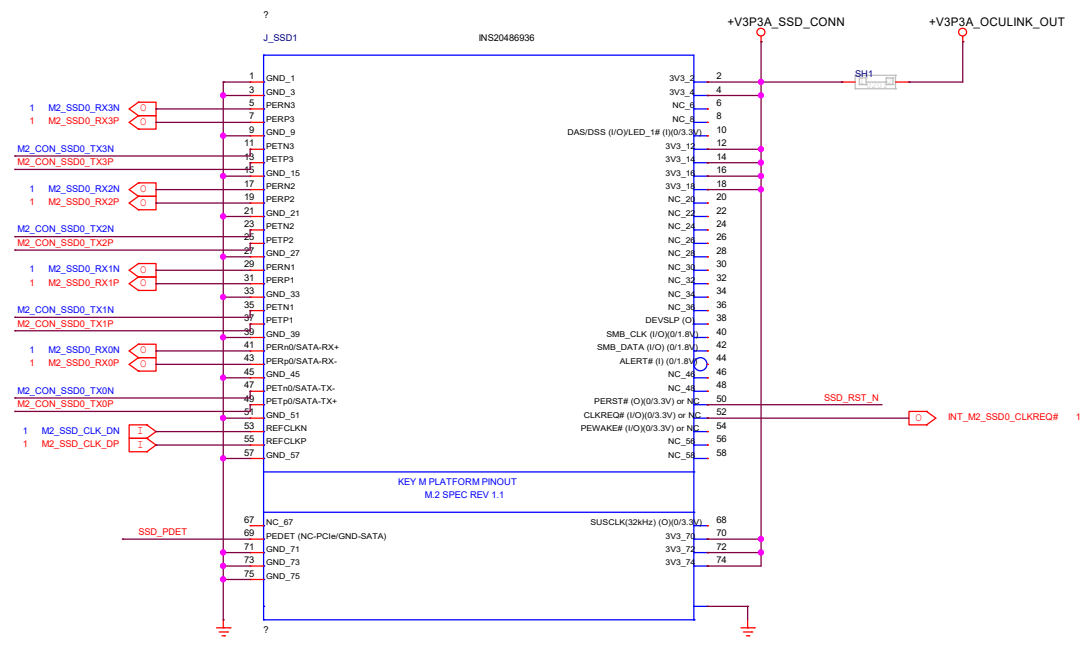 ?
+V3P3A_SSD_CONN
+V3P3A_OCULINK_OUT
J_SSD1
INS20486936
SH1
1 GND_1
3 GND_3
1 M2_SSD0_RX3N O 5 PERN3
1 M2_SSD0_RX3P O 7 PERP3
9 GND_9
M2_CON_SSD0_TX3N 11 PETN3
M2_CON_SSD0_TX3P 13 PETP3
15 GND_15
1 M2_SSD0_RX2N O 17 PERN2
1 M2_SSD0_RX2P O 19 PERP2
21 GND_21
M2_CON_SSD0_TX2N 23 PETN2
M2_CON_SSD0_TX2P 25 PETP2
27 GND_27
1 M2_SSD0_RX1N O 29 PERN1
1 M2_SSD0_RX1P O 31 PERP1
33 GND_33
M2_CON_SSD0_TX1N 35 PETN1
M2_CON_SSD0_TX1P 37 PETP1
39 GND_39
1 M2_SSD0_RX0N O 41 PERn0/SATA-RX+
1 M2_SSD0_RX0P O 43 PERp0/SATA-RX-
45 GND_45
M2_CON_SSD0_TX0N 47 PETn0/SATA-TX-
M2_CON_SSD0_TX0P 49 PETp0/SATA-TX+
51 GND_51
1 M2_SSD_CLK_DN I 53 REFCLKN
1 M2_SSD_CLK_DP I 55 REFCLKP
57 GND_57
3V3_2 2
3V3_4 4
NC_6 6
NC_8 8
DAS/DSS (I/O)/LED_1# (I)(0/3.3V) 10
3V3_12 12
3V3_14 14
3V3_16 16
3V3_18 18
NC_20 20
NC_22 22
NC_24 24
NC_26 26
NC_28 28
NC_30 30
NC_32 32
NC_34 34
NC_36 36
DEVSLP (O) 38
SMB_CLK (I/O)(0/1.8V) 40
SMB_DATA (I/O) (0/1.8V) 42
ALERT# (I) (0/1.8V) 44
NC_46 46
NC_48 48
PERST# (O)(0/3.3V) or NC 50 SSD_RST_N
CLKREQ# (I/O)(0/3.3V) or NC 52 O INT_M2_SSD0_CLKREQ# 1
PEWAKE# (I/O)(0/3.3V) or NC 54
NC_56 56
NC_58 58
KEY M PLATFORM PINOUT
M.2 SPEC REV 1.1
67 NC_67
SSD_PDET 69 PEDET (NC-PCIe/GND-SATA)
71 GND_71
73 GND_73
75 GND_75
SUSCLK(32kHz) (O)(0/3.3V) 68
3V3_70 70
3V3_72 72
3V3_74 74
?